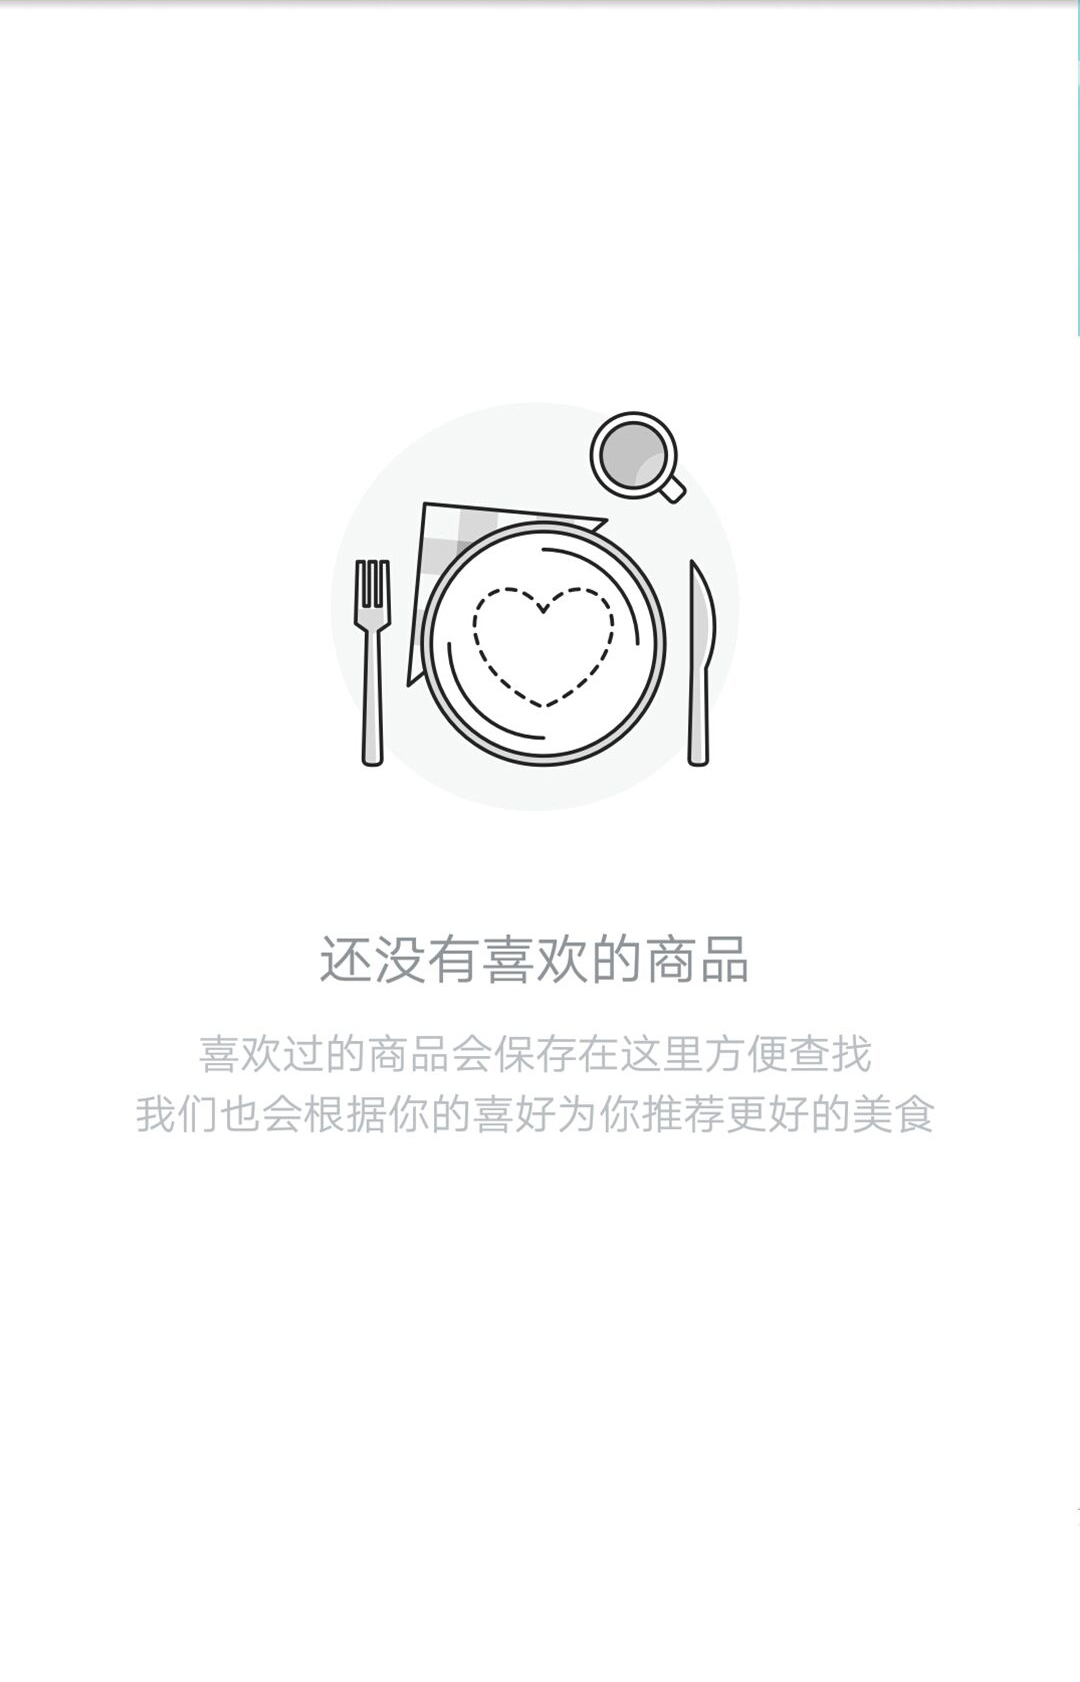 还没有喜欢的商品
喜欢过的商品会保存在这里方便查找
我们也会根据你的喜好为你推荐更好的美食